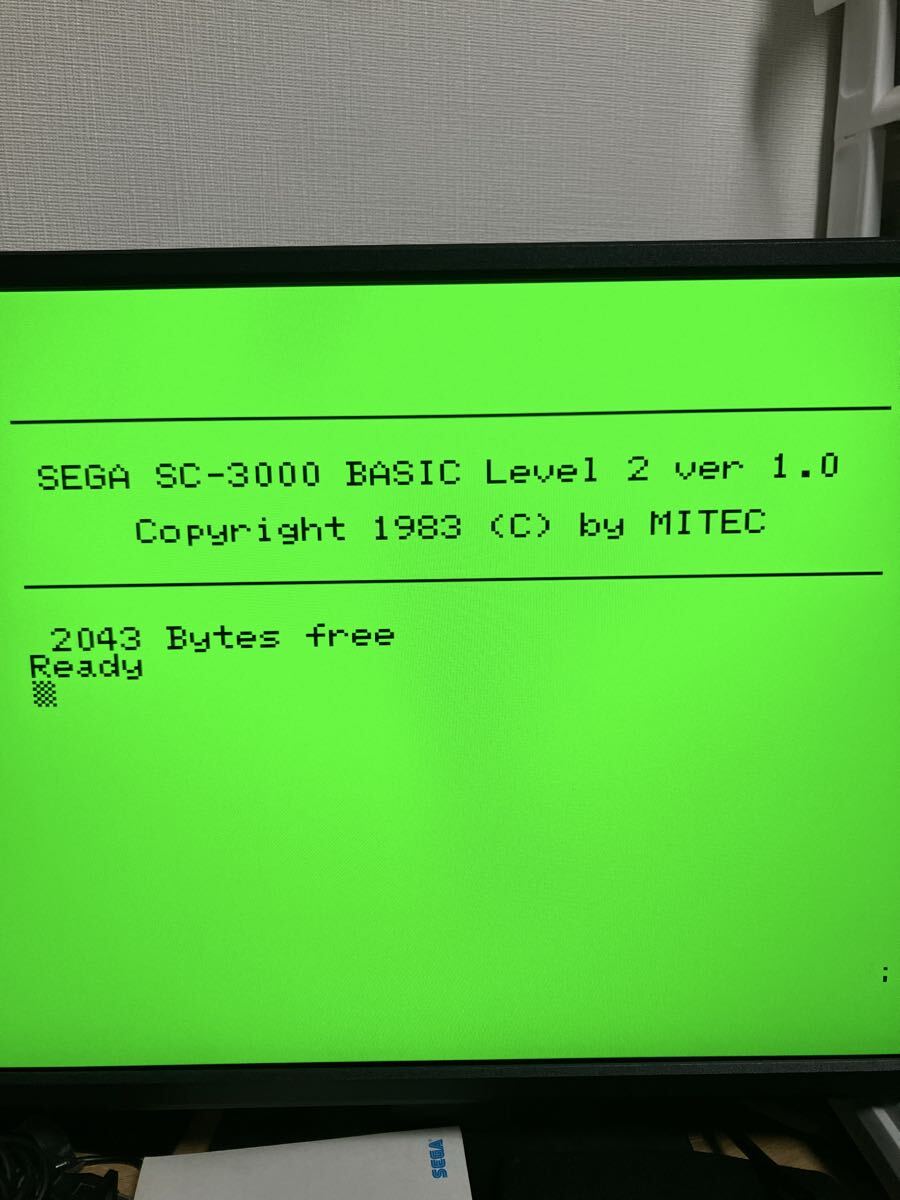 SEGA SC-3000 BASIC Level 2 ver 1.0
Copyright 1983 (C) by MITEC
2043 Bytes free
Ready
;
SEGA